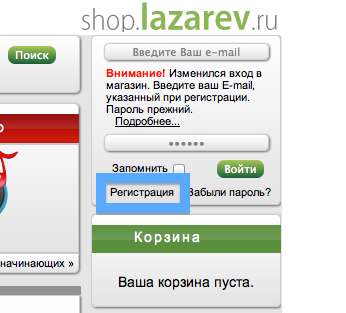 shop.lazarev.ru
Поиск
Введите Ваш e-mail
Внимание! Изменился вход в
магазин. Введите ваш E-mail,
указанный при регистрации.
Пароль прежний.
Подробнее...
••••••
Запомнить
Войти
Регистрация
Забыли пароль?
начинающих »
Корзина
Ваша корзина пуста.